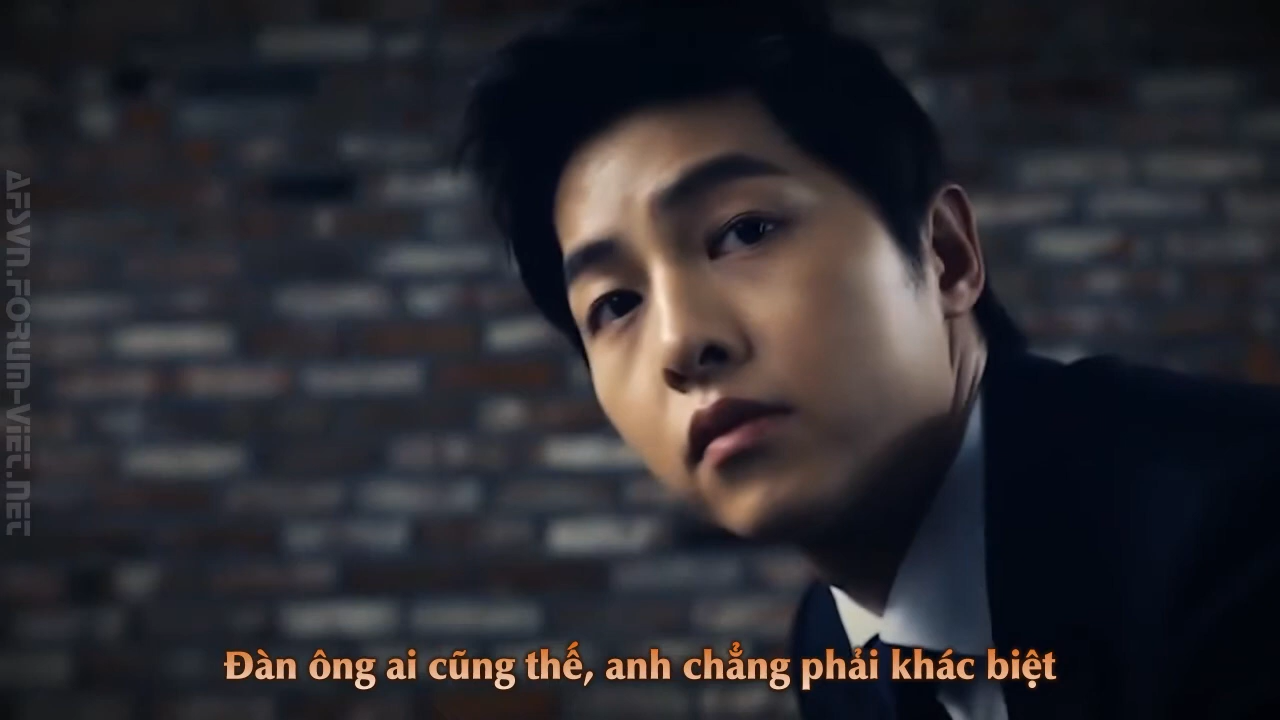 AFSVN.FORUM-VIET.NET
Đàn ông ai cũng thế, anh chẳng phải khác biệt